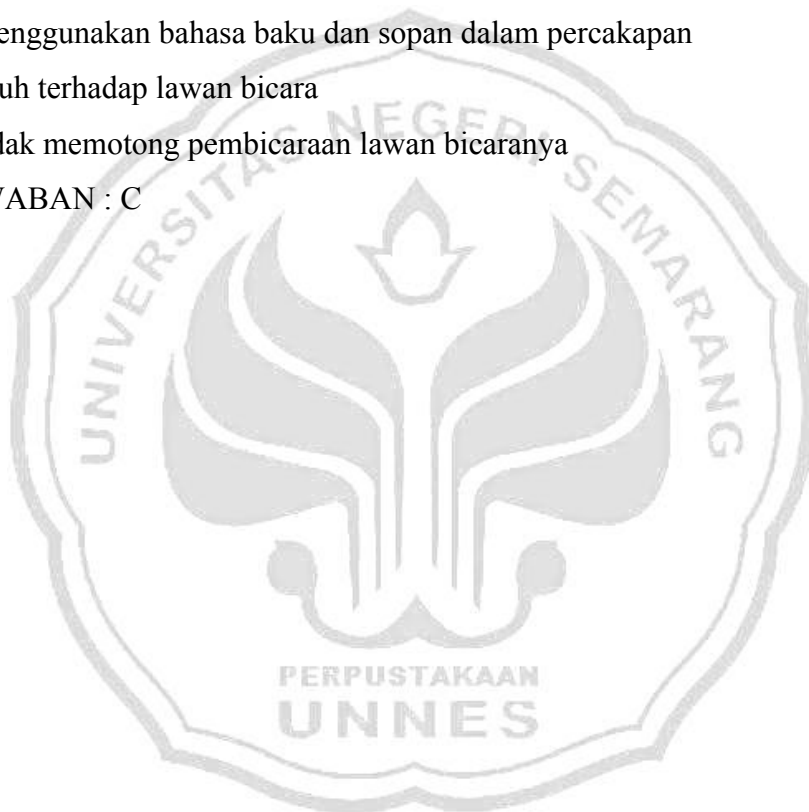 enggunakan bahasa baku dan sopan dalam percakapan
uh terhadap lawan bicara
dak memotong pembicaraan lawan bicaranya
VABAN : C
UNIVERSITAS NEGERI SEMARANG
PERPUSTAKAAN
UNNES